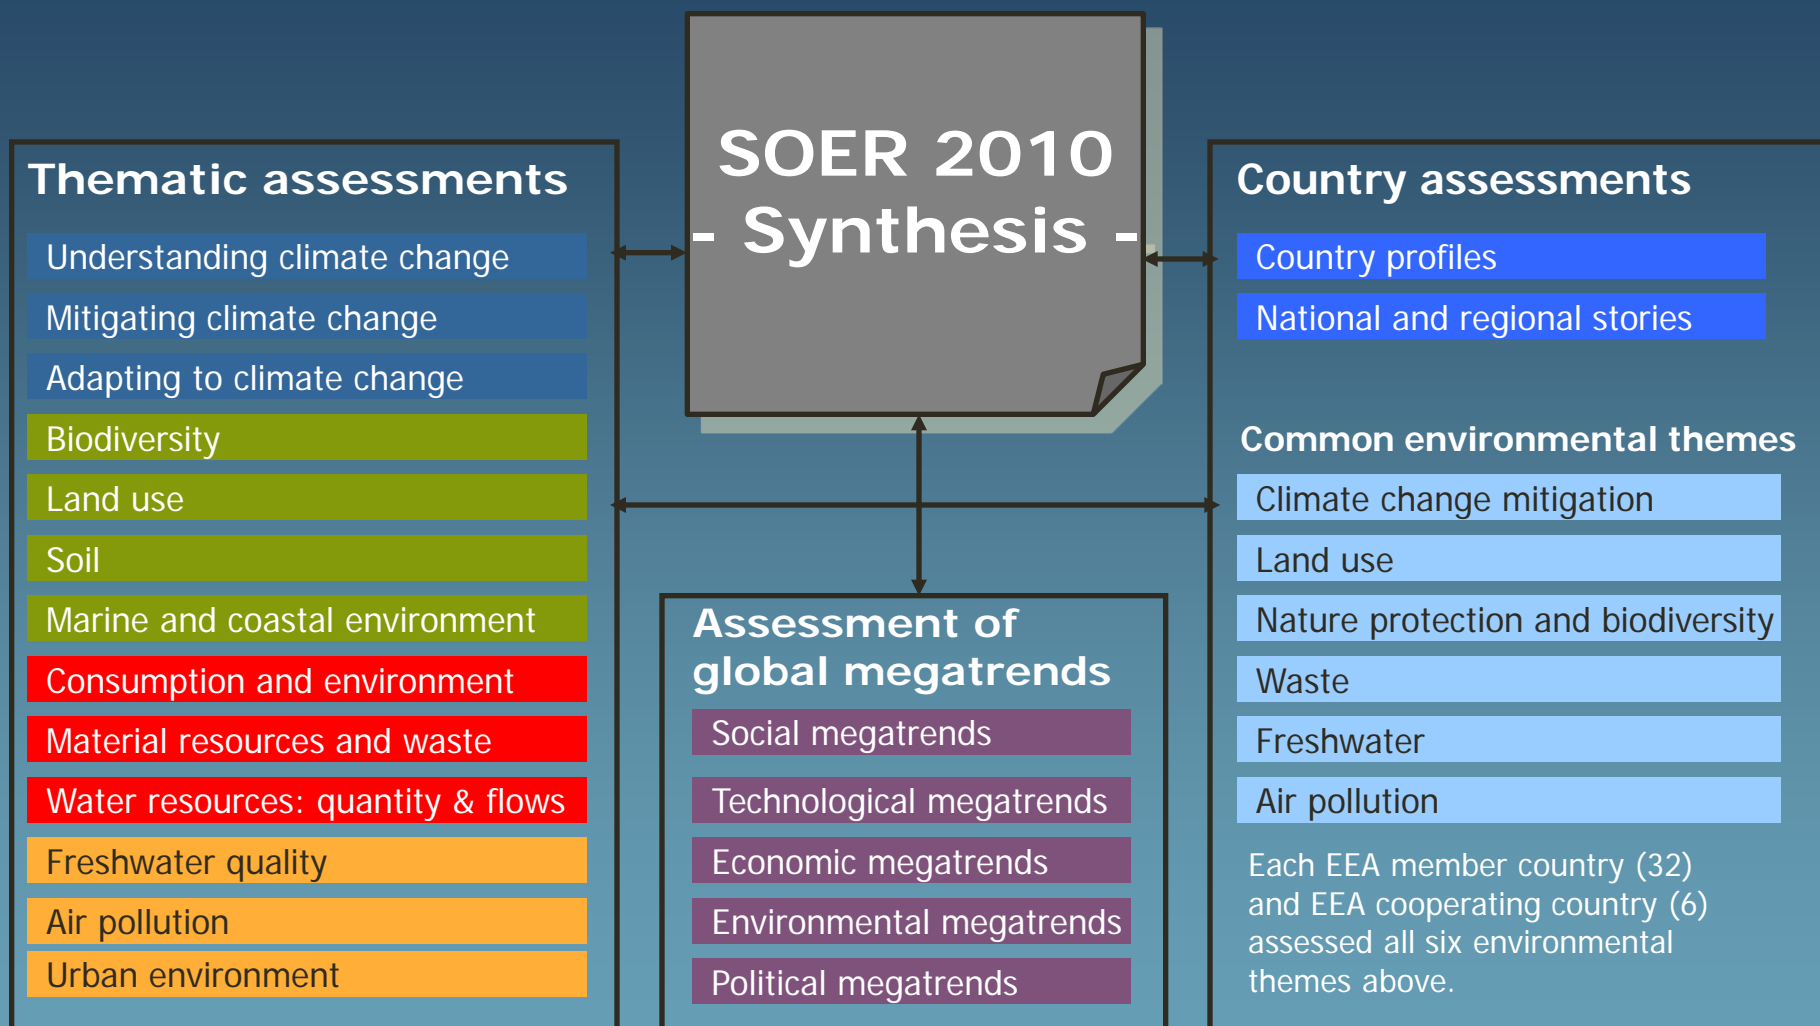 SOER 2010
- Synthesis -
Thematic assessments
Understanding climate change
Mitigating climate change
Adapting to climate change
Biodiversity
Land use
Soil
Marine and coastal environment
Consumption and environment
Material resources and waste
Water resources: quantity & flows
Freshwater quality
Air pollution
Urban environment
Assessment of
global megatrends
Social megatrends
Technological megatrends
Economic megatrends
Environmental megatrends
Political megatrends
Country assessments
Country profiles
National and regional stories
Common environmental themes
Climate change mitigation
Land use
Nature protection and biodiversity
Waste
Freshwater
Air pollution
Each EEA member country (32)
and EEA cooperating country (6)
assessed all six environmental
themes above.